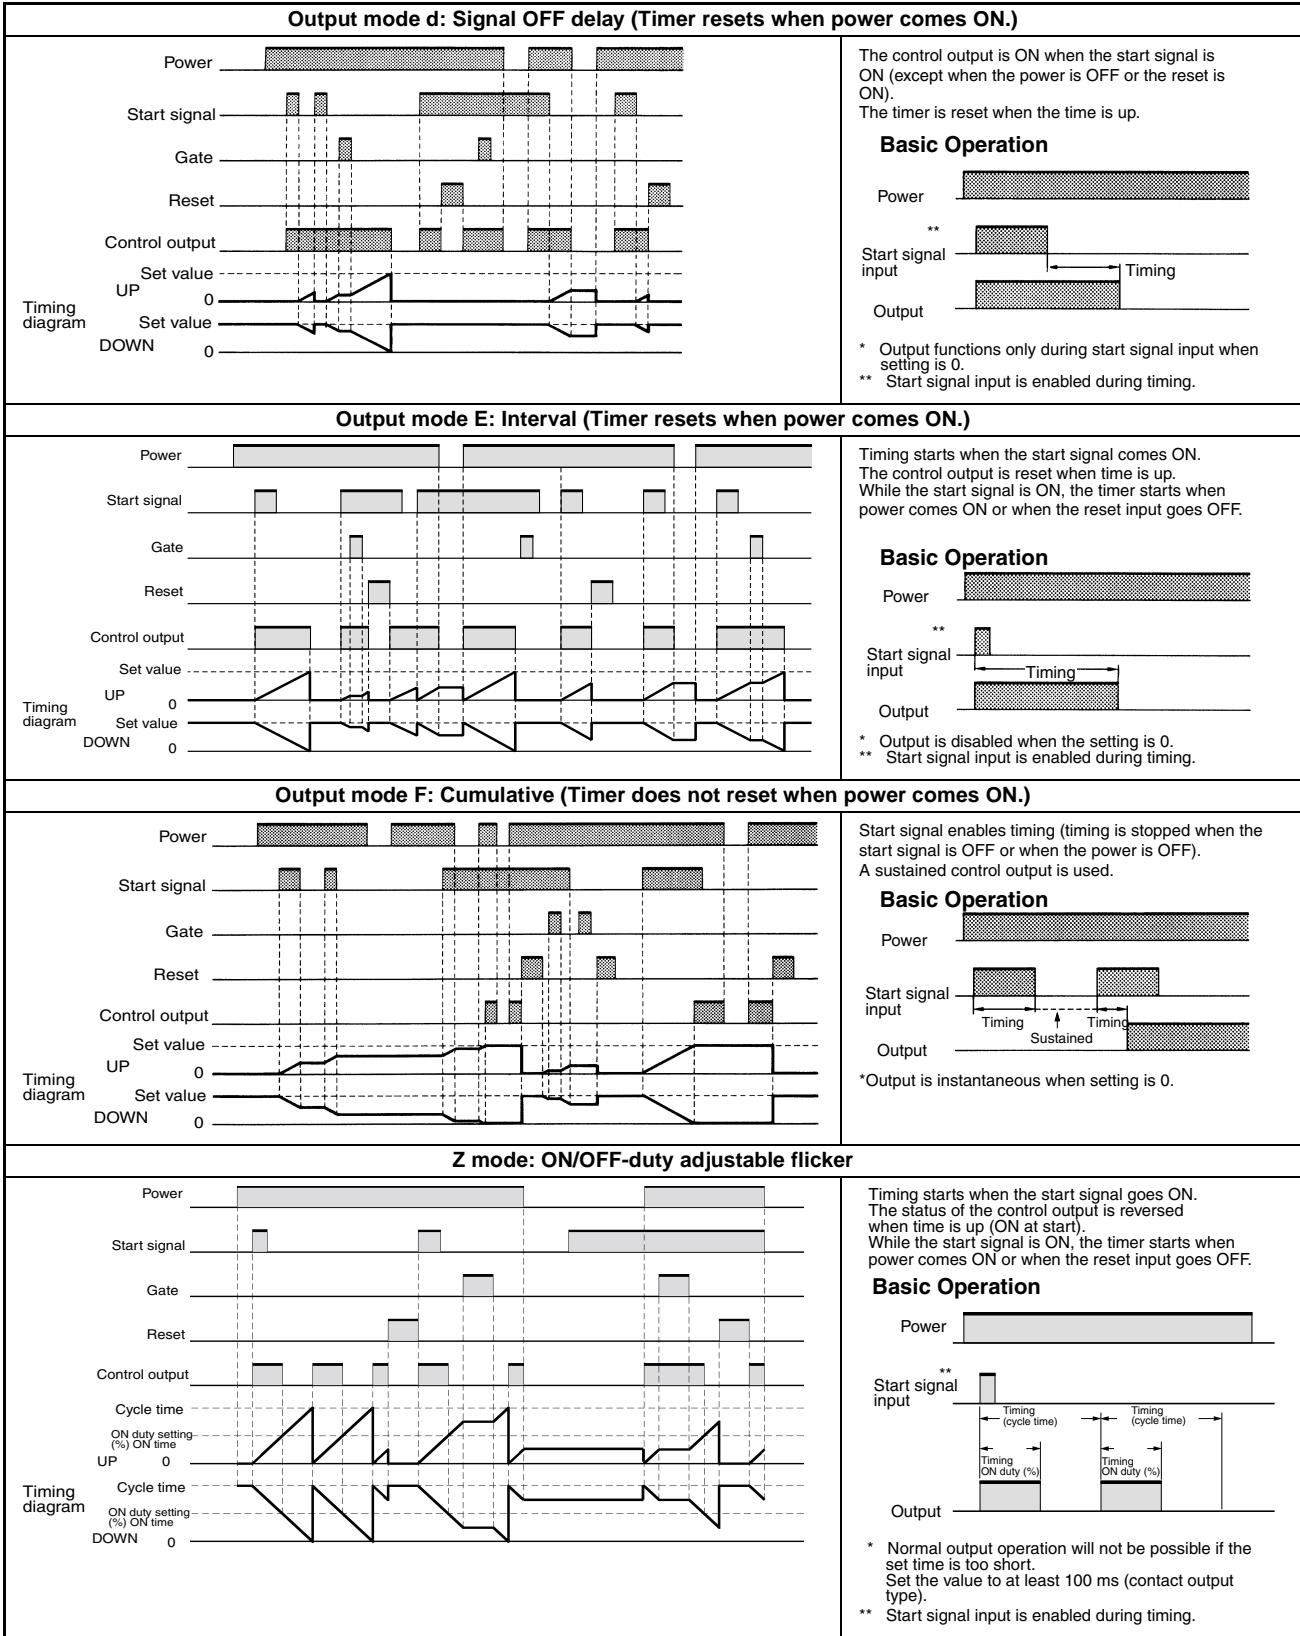 Output mode d: Signal OFF delay (Timer resets when power comes ON.)
Power
Start signal
Gate
Reset
Control output
Set value
UP
0
Timing
diagram
Set value
DOWN
0
The control output is ON when the start signal is
ON (except when the power is OFF or the reset is
ON).
The timer is reset when the time is up.
Basic Operation
Power
**
Start signal
input
Timing
Output
* Output functions only during start signal input when
setting is 0.
** Start signal input is enabled during timing.
Output mode E: Interval (Timer resets when power comes ON.)
Power
Start signal
Gate
Reset
Control output
Set value
UP
0
Timing
diagram
Set value
DOWN
0
Timing starts when the start signal comes ON.
The control output is reset when time is up.
While the start signal is ON, the timer starts when
power comes ON or when the reset input goes OFF.
Basic Operation
Power
**
Start signal
input
Timing
Output
* Output is disabled when the setting is 0.
** Start signal input is enabled during timing.
Output mode F: Cumulative (Timer does not reset when power comes ON.)
Power
Start signal
Gate
Reset
Control output
Set value
UP
0
Timing
diagram
Set value
DOWN
0
Start signal enables timing (timing is stopped when the
start signal is OFF or when the power is OFF).
A sustained control output is used.
Basic Operation
Power
Start signal
input
Timing
Timing
Sustained
Output
*Output is instantaneous when setting is 0.
Z mode: ON/OFF-duty adjustable flicker
Power
Start signal
Gate
Reset
Control output
Cycle time
ON duty setting
(%) ON time
UP
0
Timing
diagram
Cycle time
ON duty setting
(%) ON time
DOWN
0
Timing starts when the start signal goes ON.
The status of the control output is reversed
when time is up (ON at start).
While the start signal is ON, the timer starts when
power comes ON or when the reset input goes OFF.
Basic Operation
Power
**
Start signal
input
Timing
(cycle time)
Timing
(cycle time)
Timing
ON duty (%)
Timing
ON duty (%)
Output
* Normal output operation will not be possible if the
set time is too short.
Set the value to at least 100 ms (contact output
type).
** Start signal input is enabled during timing.